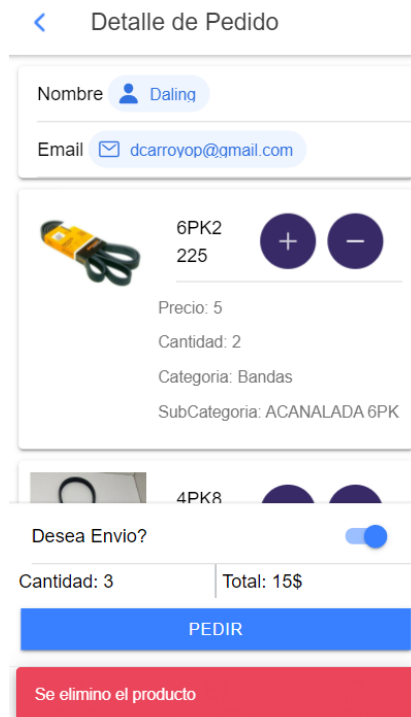 Detalle de Pedido
Nombre Daling
Email dcarroyop@gmail.com
6PK2
225
Precio: 5
Cantidad: 2
Categoria: Bandas
SubCategoria: ACANALADA 6PK
4PK8
Desea Envio?
Cantidad: 3 Total: 15$
PEDIR
Se elimino el producto